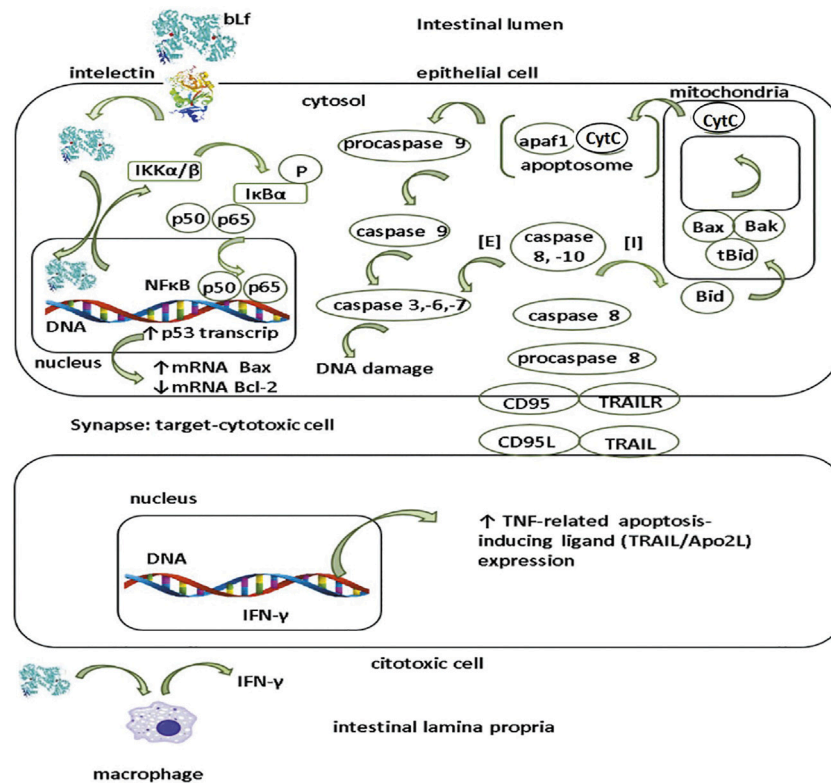 bLf
Intestinal lumen
intelectin
epithelial cell
cytosol
mitochondria
CytC
procaspase 9
apaf1
CytC
apoptosome
IKKα/β
P
IκBα
p50
p65
caspase 9
[E]
caspase
8, -10
[I]
Bax
Bak
tBid
Bid
NFκB
p50
p65
DNA
↑ p53 transcrip
caspase 3,-6,-7
caspase 8
nucleus
↑ mRNA Bax
↓ mRNA Bcl-2
DNA damage
procaspase 8
CD95
TRAILR
Synapse: target-cytotoxic cell
CD95L
TRAIL
nucleus
DNA
IFN-γ
↑ TNF-related apoptosis-
inducing ligand (TRAIL/Apo2L)
expression
citotoxic cell
IFN-γ
intestinal lamina propria
macrophage